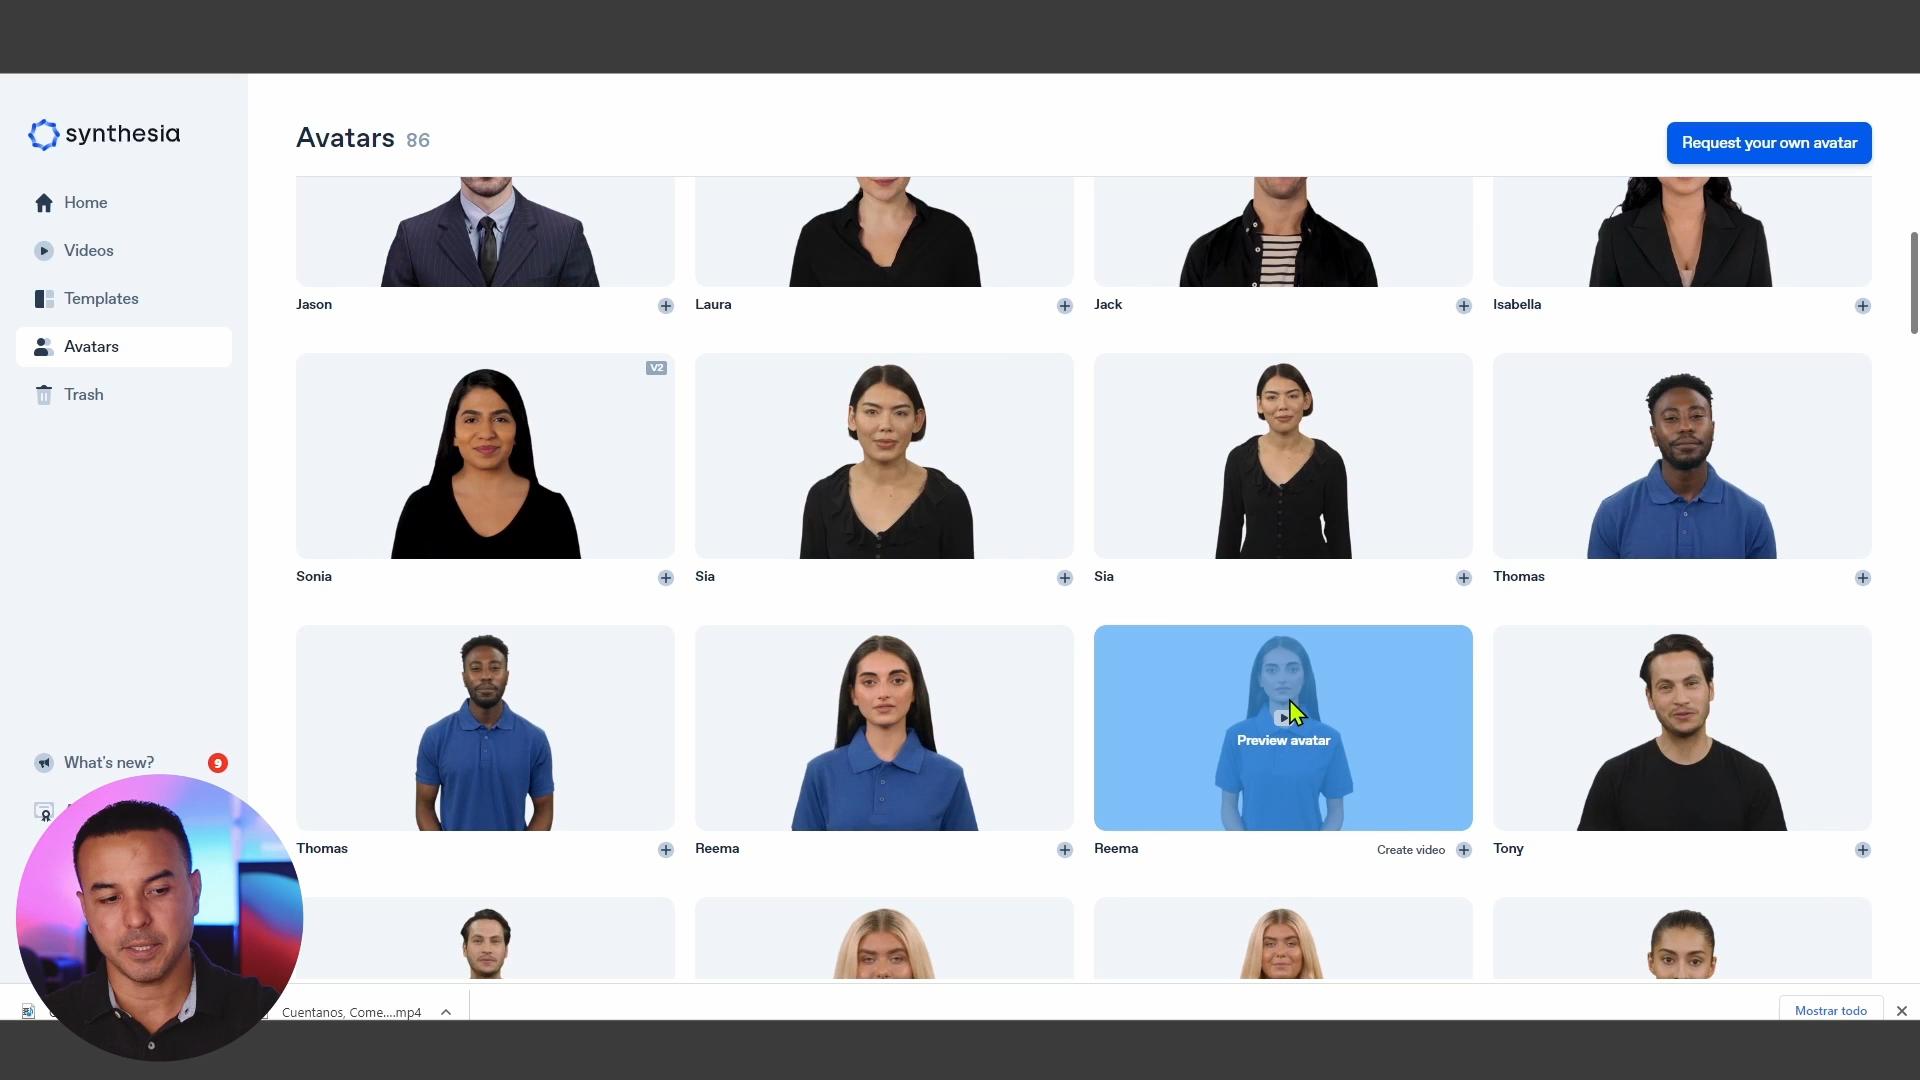 synthesia
Home
Videos
Templates
Avatars
Trash
What's new?
9
Avatars 86
Request your own avatar
Jason
Laura
Jack
Isabella
V2
Sonia
Sia
Sia
Thomas
Preview avatar
Thomas
Reema
Reema
Create video
Tony
Cuentanos, Come....mp4
Mostrar todo